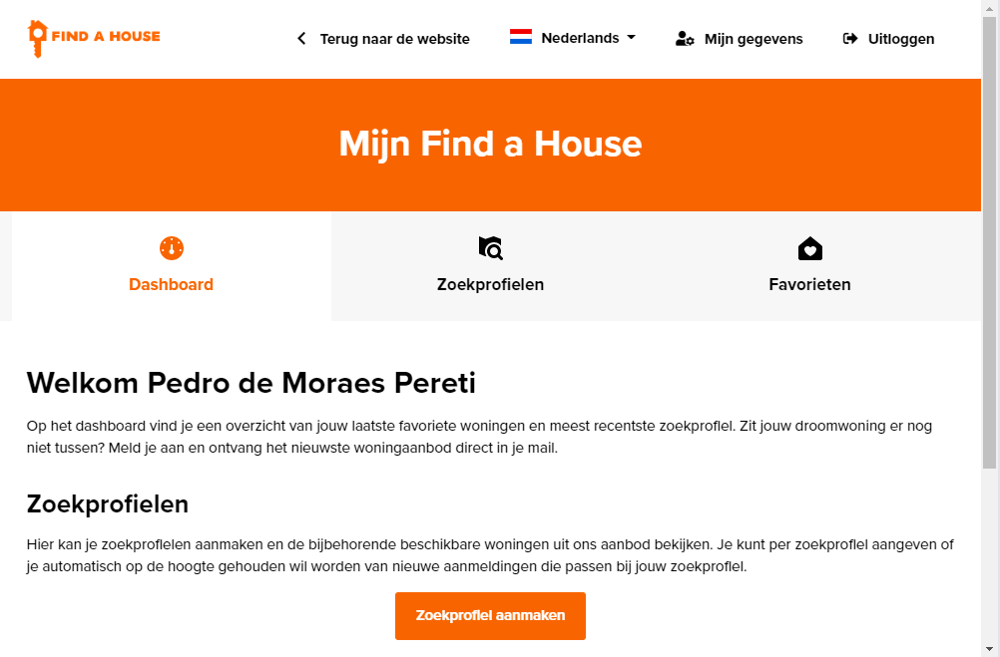 FIND A HOUSE
Terug naar de website
Nederlands
Mijn gegevens
Uitloggen
Mijn Find a House
Dashboard
Zoekprofielen
Favorieten
Welkom Pedro de Moraes Pereti
Op het dashboard vind je een overzicht van jouw laatste favoriete woningen en meest recentste zoekprofiel. Zit jouw droomwoning er nog
niet tussen? Meld je aan en ontvang het nieuwste woningaanbod direct in je mail.
Zoekprofielen
Hier kan je zoekprofielen aanmaken en de bijbehorende beschikbare woningen uit ons aanbod bekijken. Je kunt per zoekprofiel aangeven of
je automatisch op de hoogte gehouden wil worden van nieuwe aanmeldingen die passen bij jouw zoekprofiel.
Zoekprofiel aanmaken